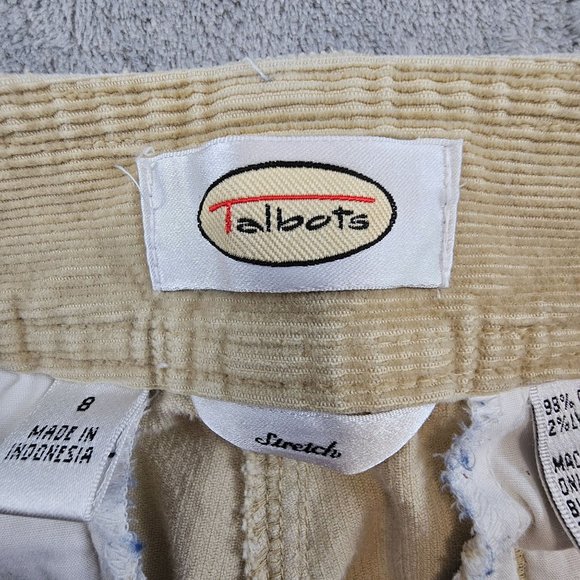 Talbots
8
MADE IN
INDONESIA
Stretch
98%
2%